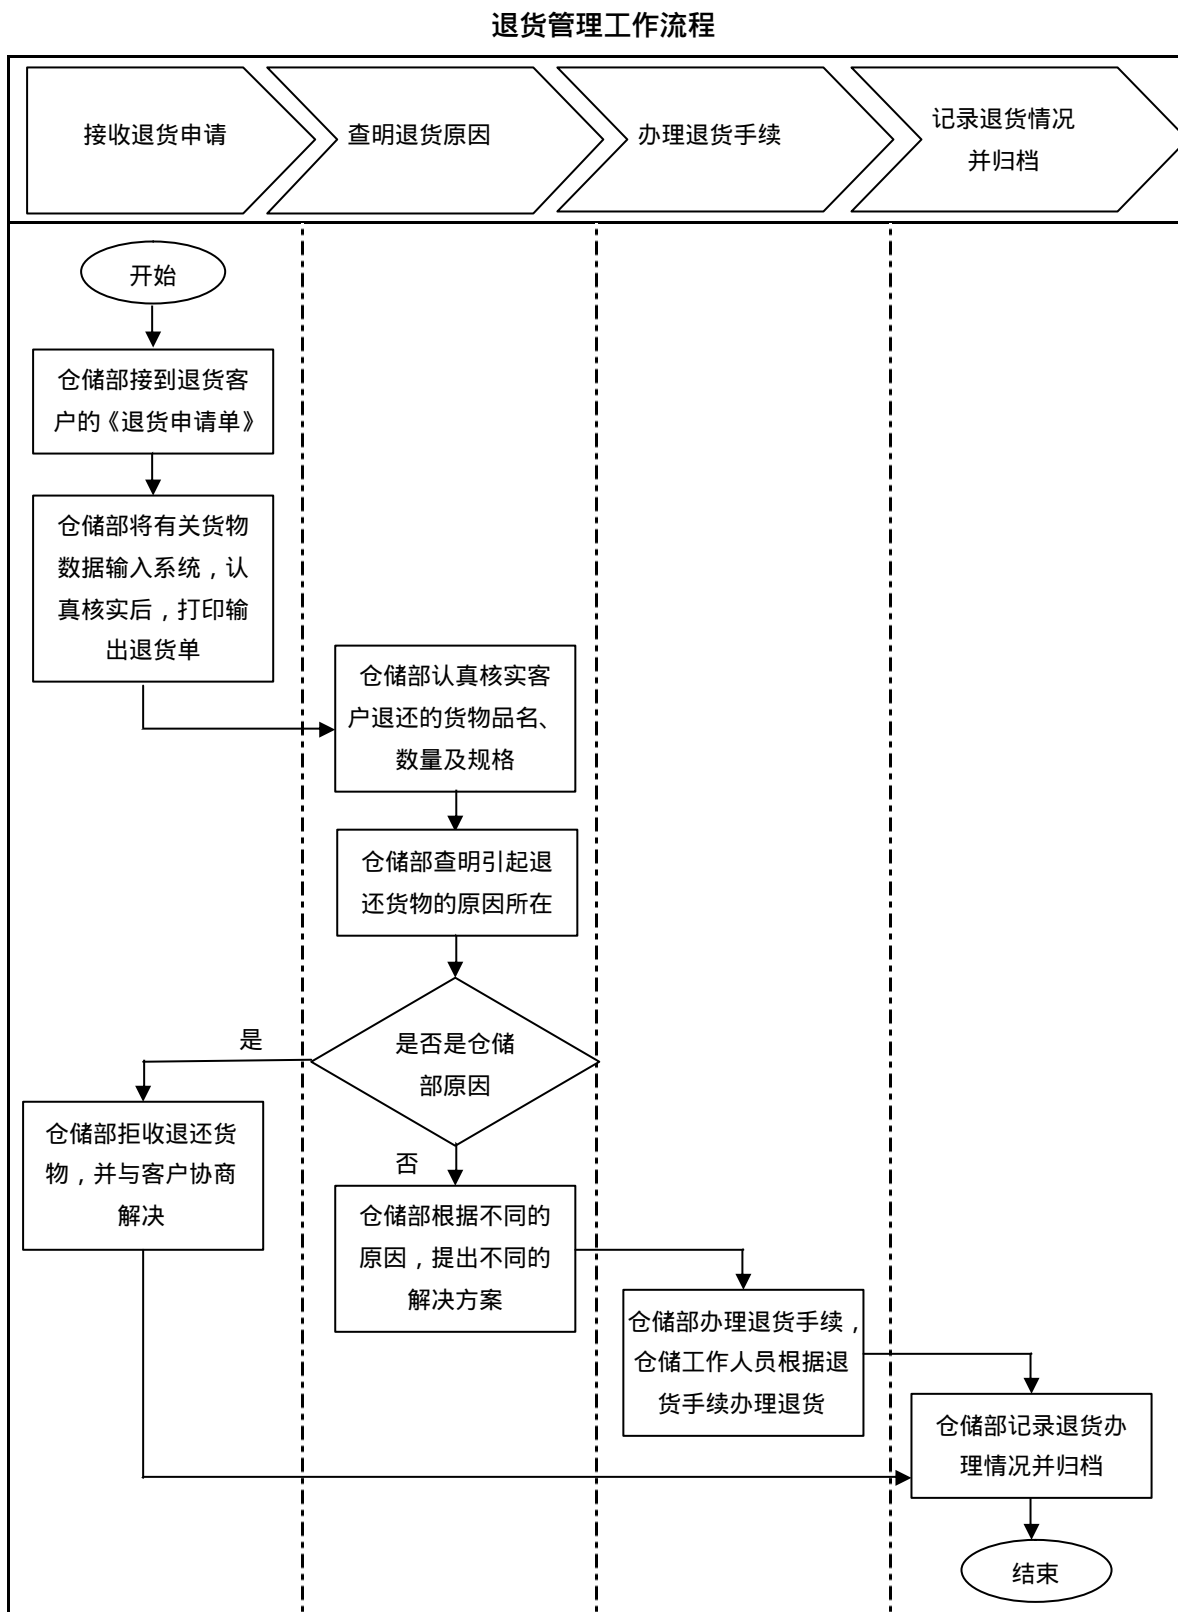 退货管理工作流程
接收退货申请
查明退货原因
办理退货手续
记录退货情况
并归档
开始
仓储部接到退货客
户的《退货申请单》
仓储部将有关货物
数据输入系统，认
真核实后，打印输
出退货单
仓储部认真核实客
户退还的货物品名、
数量及规格
仓储部查明引起退
还货物的原因所在
是否是仓储
部原因
是
仓储部拒收退还货
物，并与客户协商
解决
否
仓储部根据不同的
原因，提出不同的
解决方案
仓储部办理退货手续，
仓储工作人员根据退
货手续办理退货
仓储部记录退货办
理情况并归档
结束